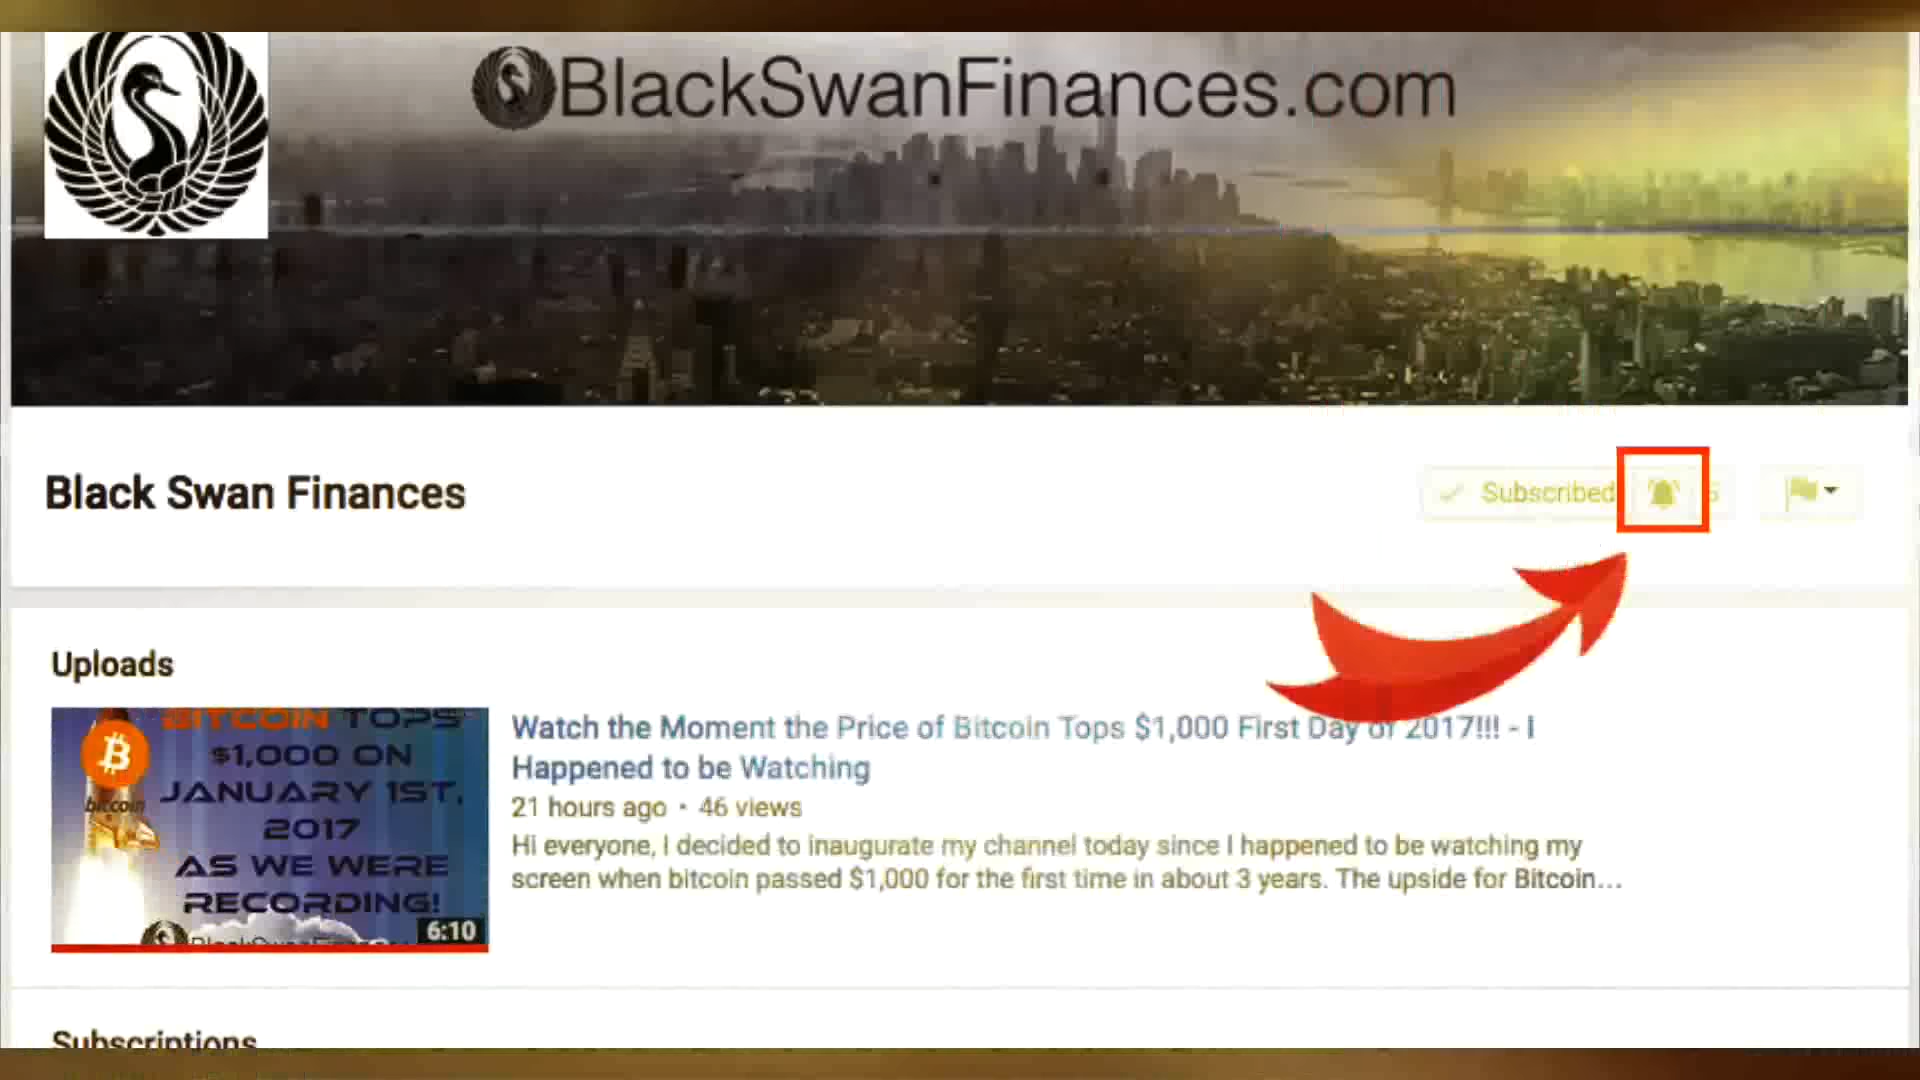 BlackSwanFinances.com
Black Swan Finances
Subscribed
Uploads
BITCOIN TOPS
$1,000 ON
JANUARY 1ST,
2017
AS WE WERE
RECORDING!
bitcoin
6:10
Watch the Moment the Price of Bitcoin Tops $1,000 First Day of 2017!!! - I
Happened to be Watching
21 hours ago • 46 views
Hi everyone, I decided to inaugurate my channel today since I happened to be watching my
screen when bitcoin passed $1,000 for the first time in about 3 years. The upside for Bitcoin...
Subscriptions